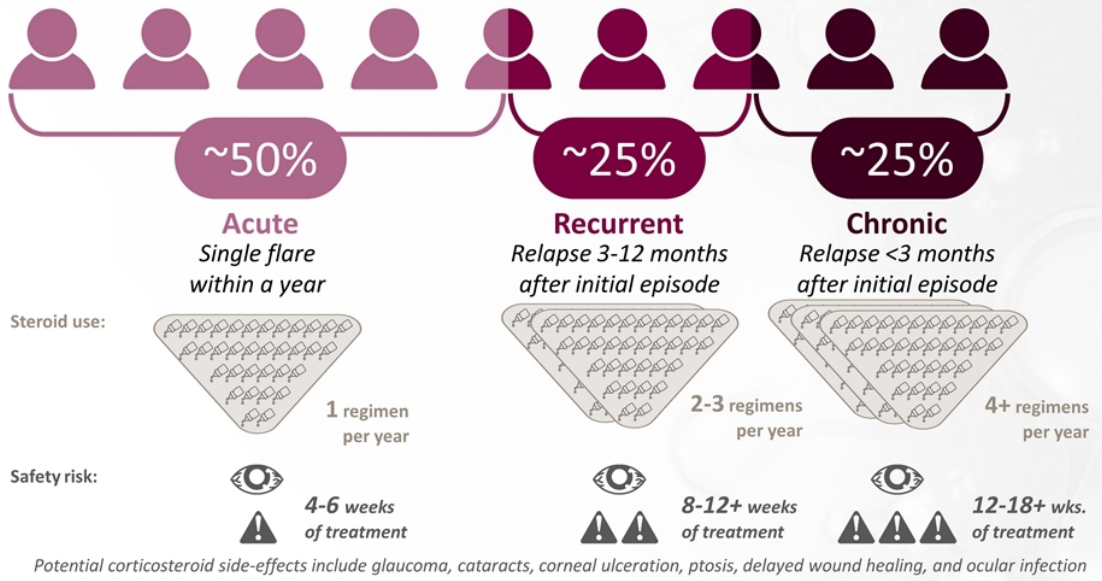 ~50%
~25%
~25%
Acute
Single flare
within a year
Recurrent
Relapse 3-12 months
after initial episode
Chronic
Relapse <3 months
after initial episode
Steroid use:
1 regimen
per year
2-3 regimens
per year
4+ regimens
per year
Safety risk:
4-6 weeks
of treatment
8-12+ weeks
of treatment
12-18+ wks.
of treatment
Potential corticosteroid side-effects include glaucoma, cataracts, corneal ulceration, ptosis, delayed wound healing, and ocular infection